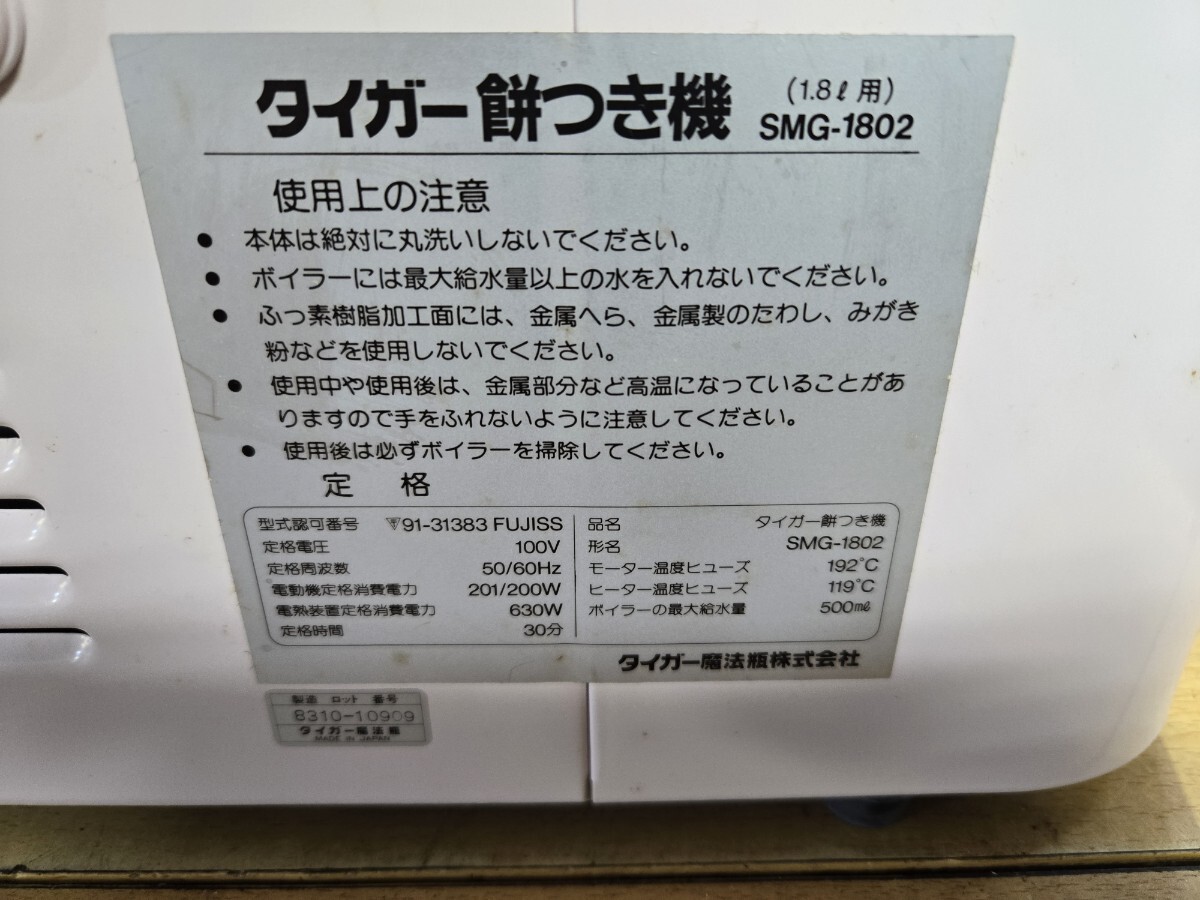 タイガー餅つき機 (1.8ℓ用)
SMG-1802
使用上の注意
● 本体は絶対に丸洗いしないでください。
● ボイラーには最大給水量以上の水を入れないでください。
● ふっ素樹脂加工面には、金属へら、金属製のたわし、みがき
粉などを使用しないでください。
● 使用中や使用後は、金属部分など高温になっていることがあ
りますので手をふれないように注意してください。
● 使用後は必ずボイラーを掃除してください。
定 格
型式認可番号 91-31383 FUJISS
定格電圧 100V
定格周波数 50/60Hz
電動機定格消費電力 201/200W
電熱装置定格消費電力 630W
定格時間 30分
品名 タイガー餅つき機
形名 SMG-1802
モーター温度ヒューズ 192°C
ヒーター温度ヒューズ 119°C
ボイラーの最大給水量 500mℓ
タイガー魔法瓶株式会社
製造 ロット 番号
8310-10909
タイガー魔法瓶
MADE IN JAPAN